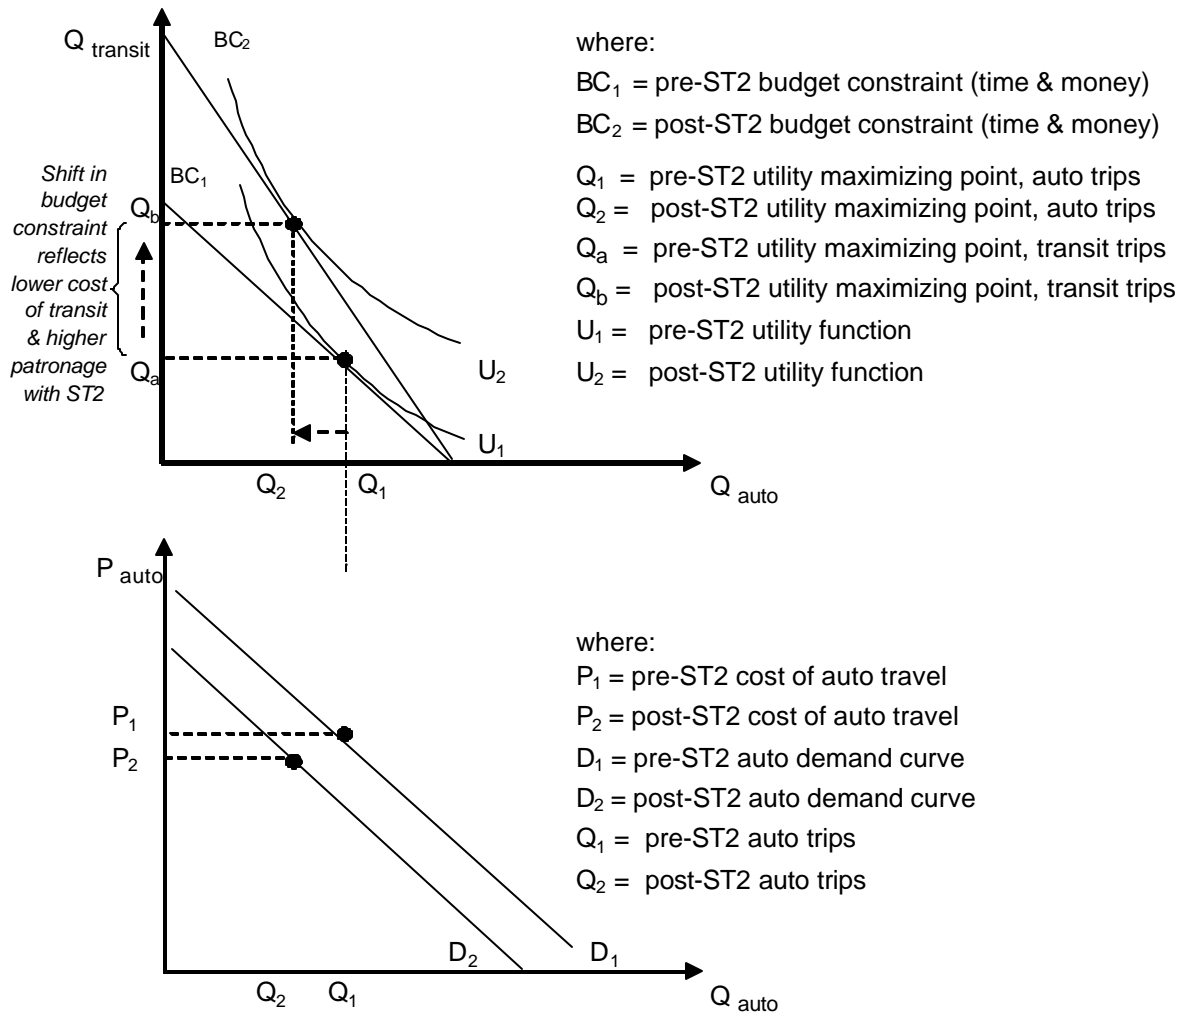 Q transit
BC2
where:
BC1 = pre-ST2 budget constraint (time & money)
BC2 = post-ST2 budget constraint (time & money)
Shift in
budget
constraint
reflects
lower cost
of transit
& higher
patronage
with ST2
BC1
Qb
Qa
Q1 = pre-ST2 utility maximizing point, auto trips
Q2 = post-ST2 utility maximizing point, auto trips
Qa = pre-ST2 utility maximizing point, transit trips
Qb = post-ST2 utility maximizing point, transit trips
U1 = pre-ST2 utility function
U2 = post-ST2 utility function
U2
U1
Q2
Q1
Q auto
P auto
where:
P1 = pre-ST2 cost of auto travel
P2 = post-ST2 cost of auto travel
D1 = pre-ST2 auto demand curve
D2 = post-ST2 auto demand curve
Q1 = pre-ST2 auto trips
Q2 = post-ST2 auto trips
P1
P2
D2
D1
Q2
Q1
Q auto